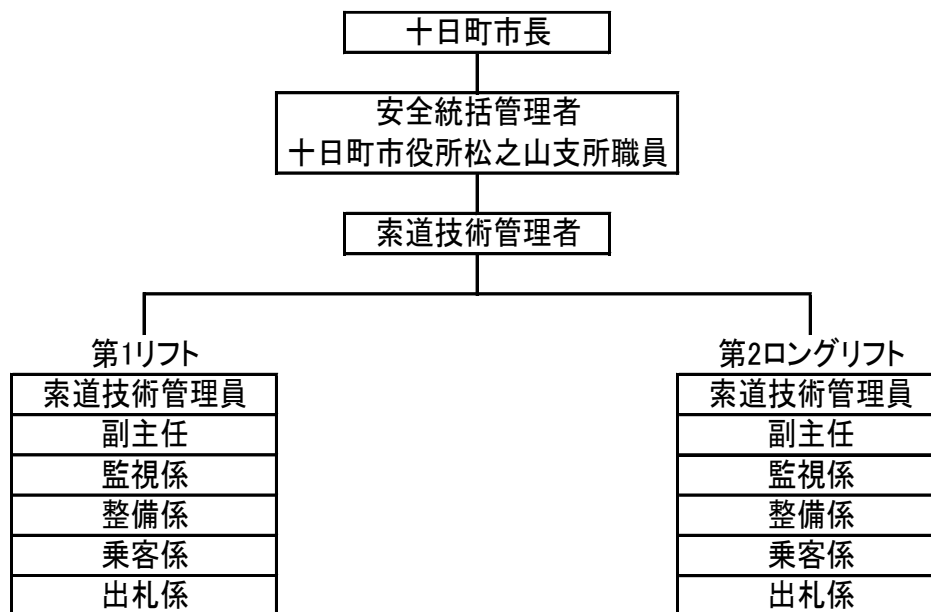 十日町市長
安全統括管理者
十日町市役所松之山支所職員
索道技術管理者
第1リフト
索道技術管理員
副主任
監視係
整備係
乗客係
出札係
第2ロングリフト
索道技術管理員
副主任
監視係
整備係
乗客係
出札係